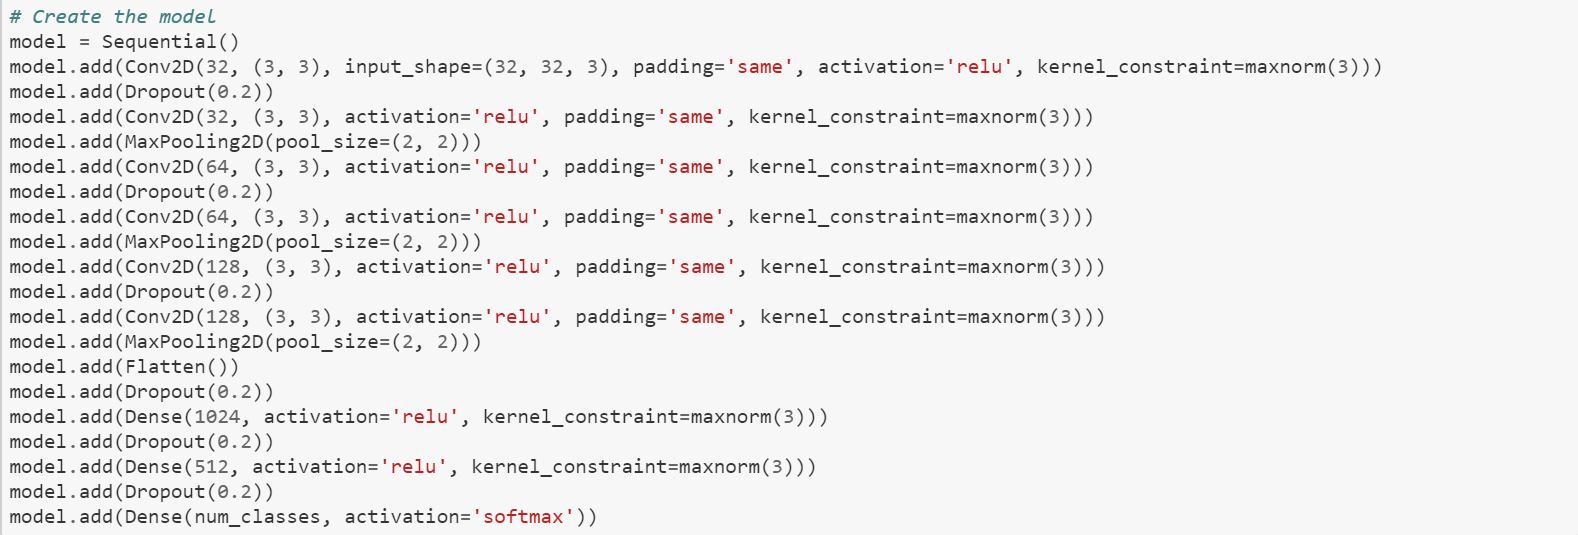 # Create the model
model = Sequential()
model.add(Conv2D(32, (3, 3), input_shape=(32, 32, 3), padding='same', activation='relu', kernel_constraint=maxnorm(3)))
model.add(Dropout(0.2))
model.add(Conv2D(32, (3, 3), activation='relu', padding='same', kernel_constraint=maxnorm(3)))
model.add(MaxPooling2D(pool_size=(2, 2)))
model.add(Conv2D(64, (3, 3), activation='relu', padding='same', kernel_constraint=maxnorm(3)))
model.add(Dropout(0.2))
model.add(Conv2D(64, (3, 3), activation='relu', padding='same', kernel_constraint=maxnorm(3)))
model.add(MaxPooling2D(pool_size=(2, 2)))
model.add(Conv2D(128, (3, 3), activation='relu', padding='same', kernel_constraint=maxnorm(3)))
model.add(Dropout(0.2))
model.add(Conv2D(128, (3, 3), activation='relu', padding='same', kernel_constraint=maxnorm(3)))
model.add(MaxPooling2D(pool_size=(2, 2)))
model.add(Flatten())
model.add(Dropout(0.2))
model.add(Dense(1024, activation='relu', kernel_constraint=maxnorm(3)))
model.add(Dropout(0.2))
model.add(Dense(512, activation='relu', kernel_constraint=maxnorm(3)))
model.add(Dropout(0.2))
model.add(Dense(num_classes, activation='softmax'))